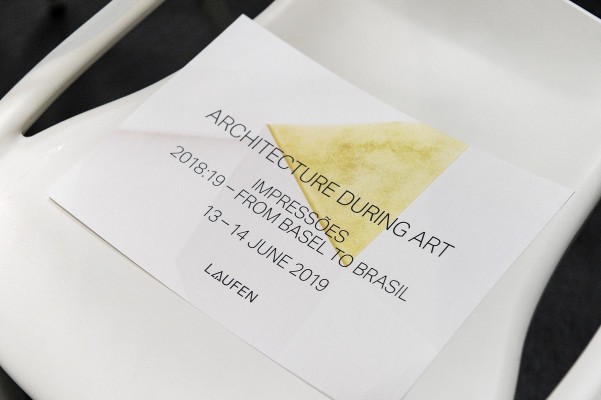 ARCHITECTURE DURING ART
IMPRESSÕES
2018:19 – FROM BASEL TO BRASIL
13 – 14 JUNE 2019
LAUFEN